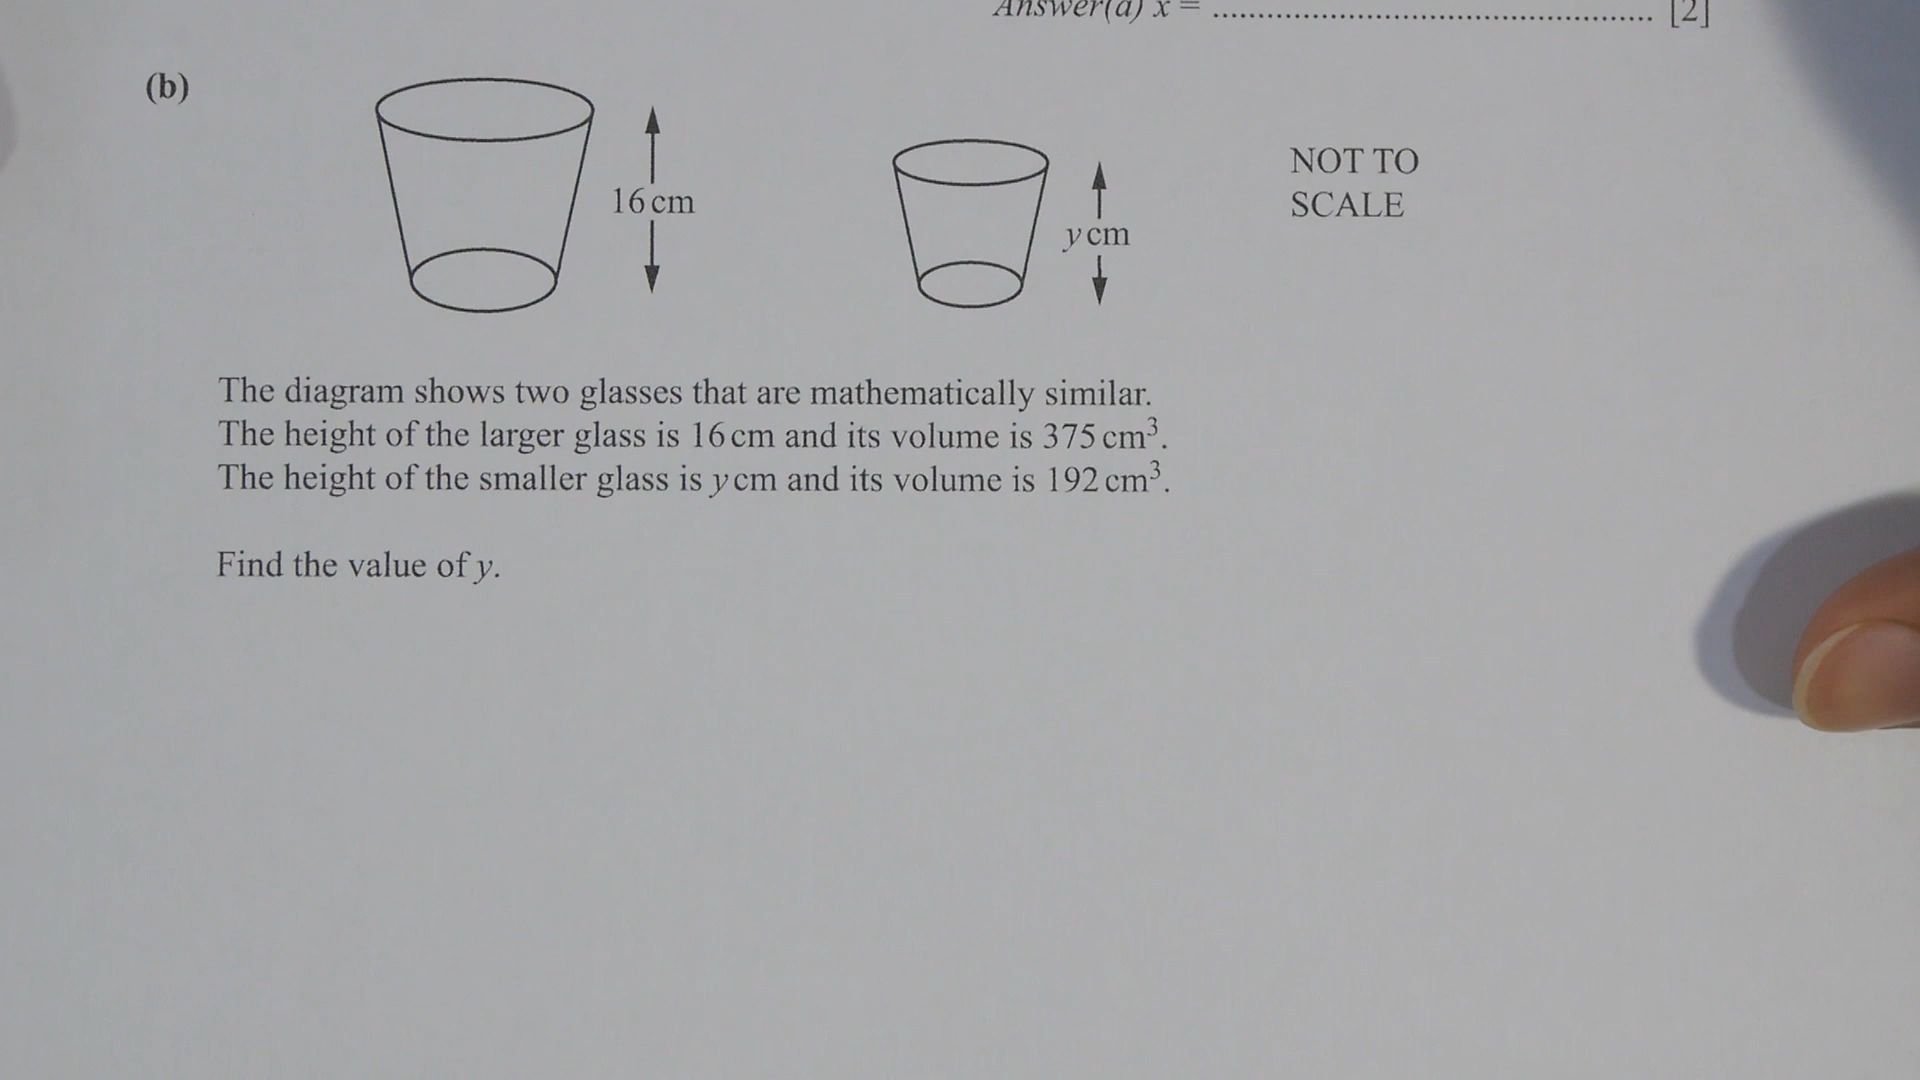 Answer(a) x = ................................................ [2]
(b)
16 cm
y cm
NOT TO
SCALE
The diagram shows two glasses that are mathematically similar.
The height of the larger glass is 16 cm and its volume is 375 cm³.
The height of the smaller glass is y cm and its volume is 192 cm³.
Find the value of y.